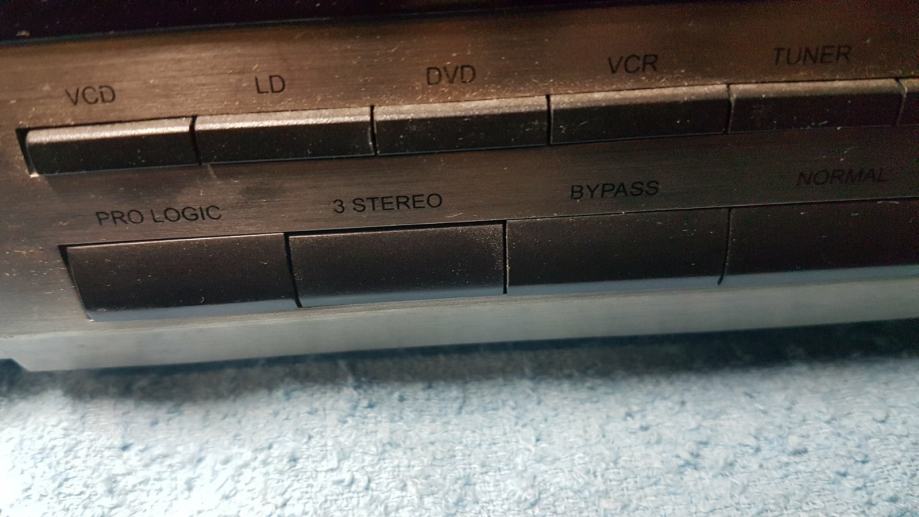 VCD LD DVD VCR TUNER
PRO LOGIC 3 STEREO BYPASS NORMAL